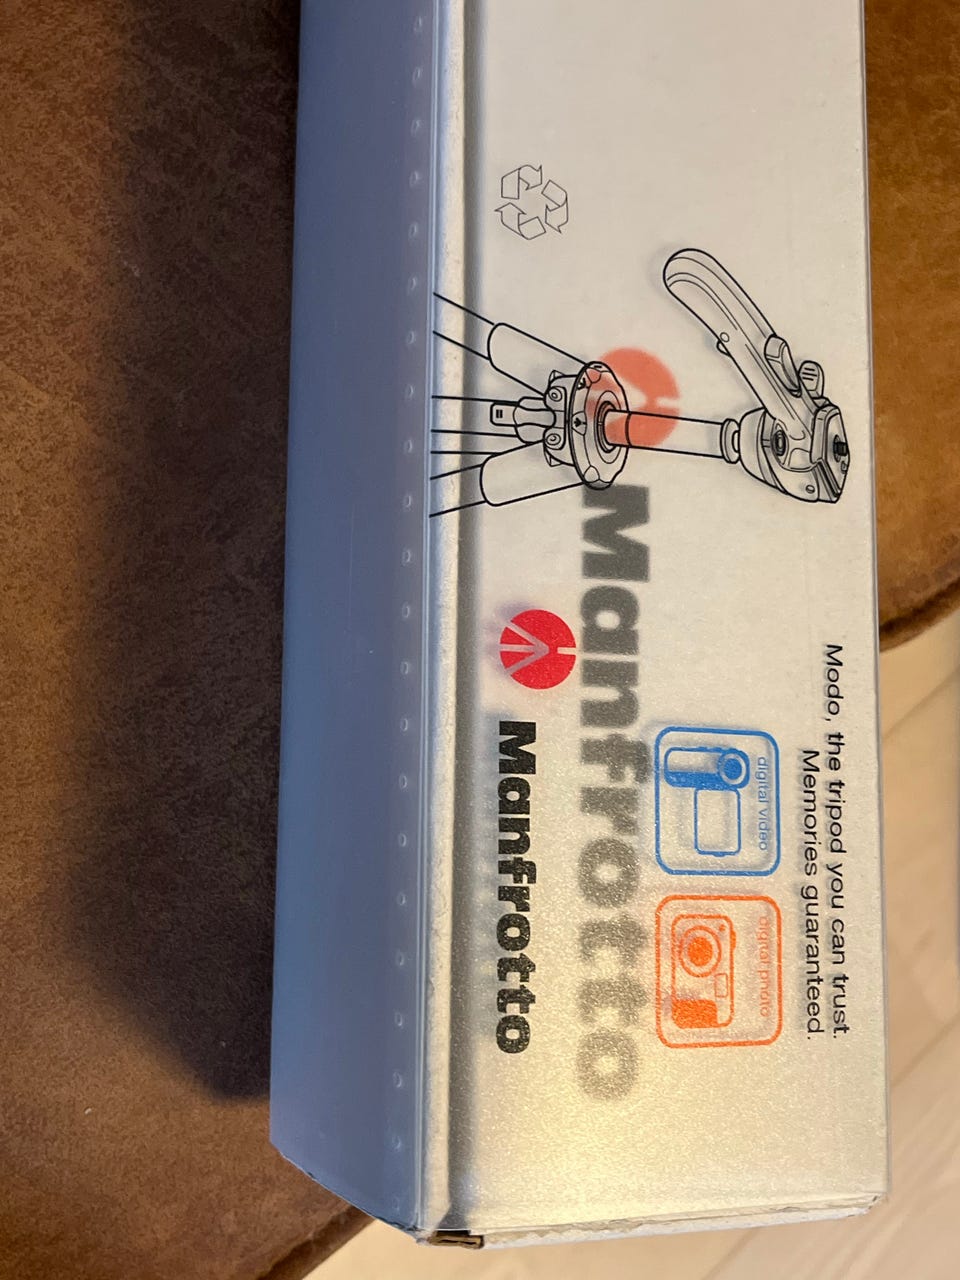 Modo, the tripod you can trust.
Memories guaranteed.
digital video
digital photo
Manfrotto
Manfrotto